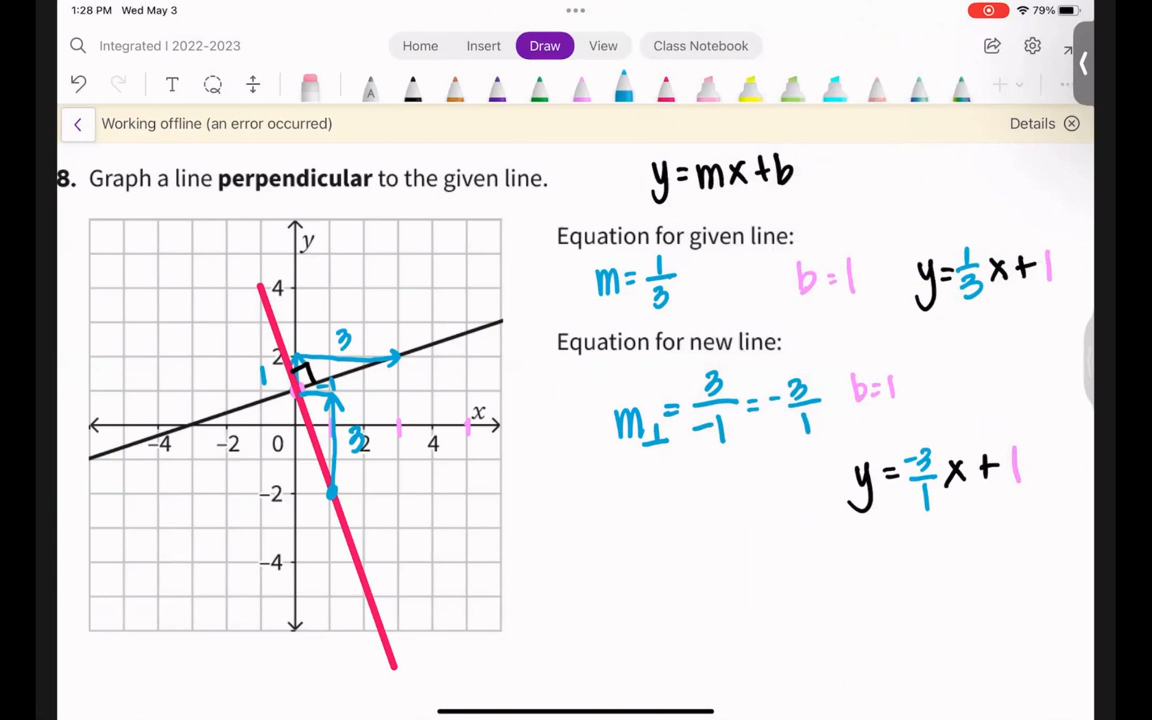 1:28 PM Wed May 3
79%
Integrated I 2022-2023
Home Insert Draw View Class Notebook
T
A
Working offline (an error occurred)
Details
8. Graph a line perpendicular to the given line.
y=mx+b
Equation for given line:
m= 1/3 b=1 y=1/3x+1
Equation for new line:
m⊥= 3/-1 = -3/1 b=1
y=-3/1x+1
y
4
3
2
1
-1
x
-4 -2 0 3 2 4
-2
-4